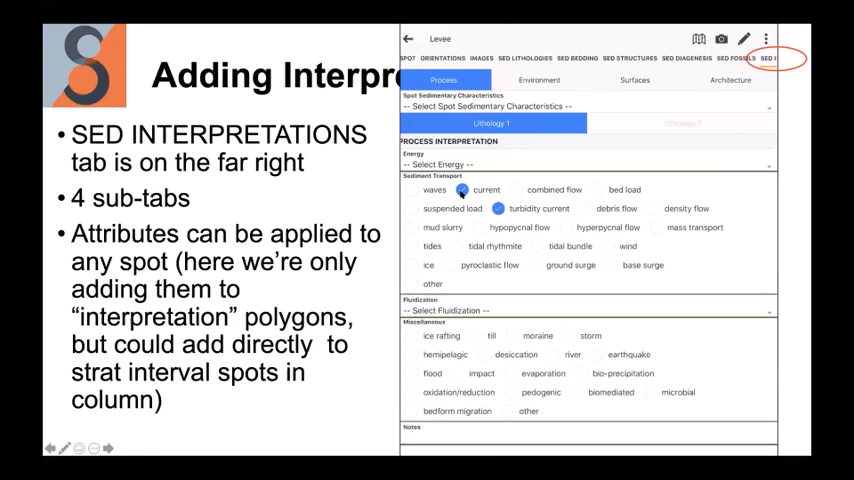 Adding Interpr
• SED INTERPRETATIONS
tab is on the far right
• 4 sub-tabs
• Attributes can be applied to
any spot (here we’re only
adding them to
“interpretation” polygons,
but could add directly to
strat interval spots in
column)
Levee
SPOT ORIENTATIONS IMAGES SED LITHOLOGIES SED BEDDING SED STRUCTURES SED DIAGENESIS SED FOSSILS SED I
Process Environment Surfaces Architecture
Spot Sedimentary Characteristics
-- Select Spot Sedimentary Characteristics --
Lithology 1 Lithology 2
PROCESS INTERPRETATION
Energy
-- Select Energy --
Sediment Transport
waves current combined flow bed load
suspended load turbidity current debris flow density flow
mud slurry hypopycnal flow hyperpycnal flow mass transport
tides tidal rhythmite tidal bundle wind
ice pyroclastic flow ground surge base surge
other
Fluidization
-- Select Fluidization --
Miscellaneous
ice rafting till moraine storm
hemipelagic desiccation river earthquake
flood impact evaporation bio-precipitation
oxidation/reduction pedogenic biomediated microbial
bedform migration other
Notes